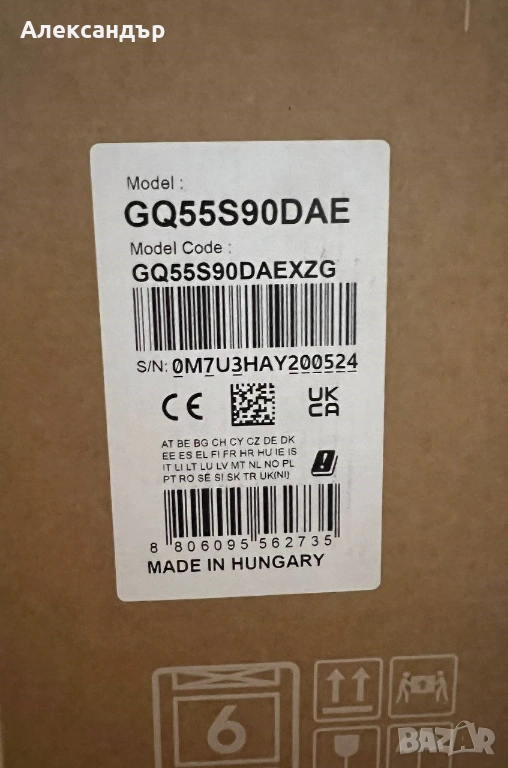 Александър
Model :
GQ55S90DAE
Model Code :
GQ55S90DAEXZG
S/N: 0M7U3HAY200524
CE
UK
CA
AT BE BG CH CY CZ DE DK
EE ES EL FI FR HR HU IE IS
IT LI LT LU LV MT NL NO PL
PT RO SE SI SK TR UK(NI)
8 806095 562735
MADE IN HUNGARY
6
BAZAR